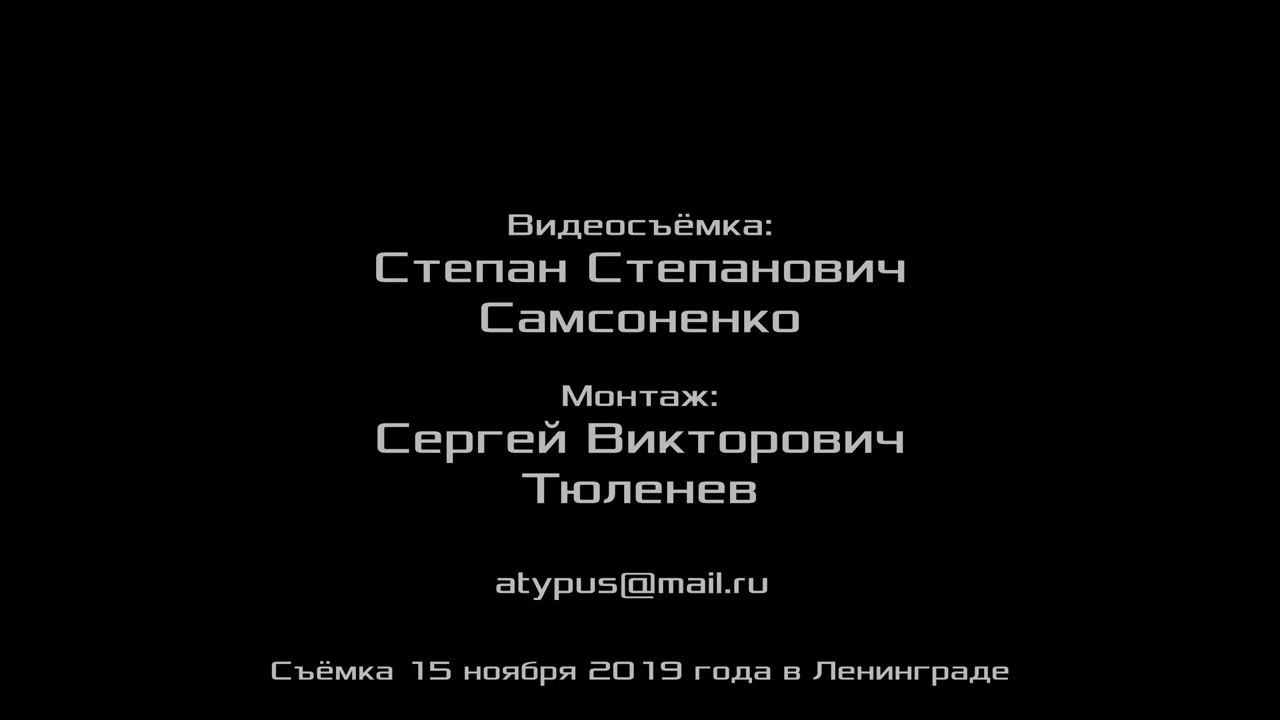 Видеосъёмка:
Степан Степанович
Самсоненко
Монтаж:
Сергей Викторович
Тюленев
atypus@mail.ru
Съёмка 15 ноября 2019 года в Ленинграде